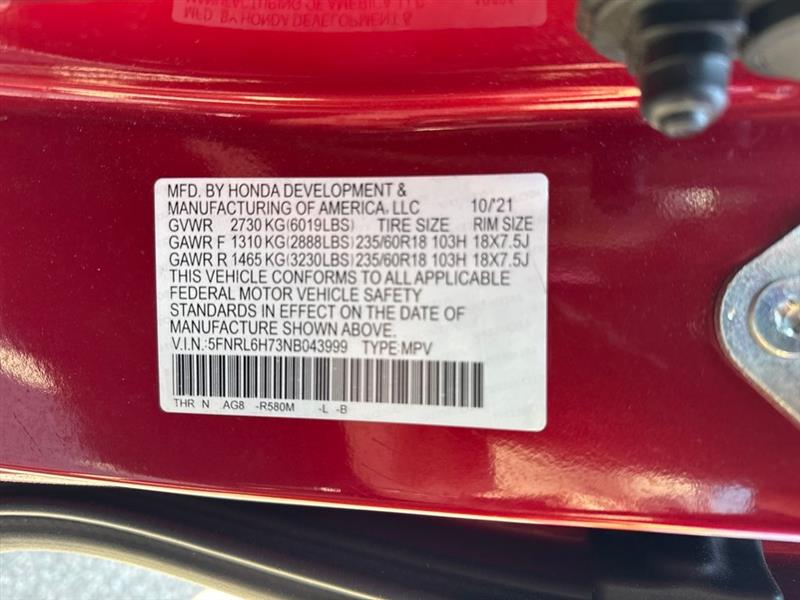 MFD. BY HONDA DEVELOPMENT &
MANUFACTURING OF AMERICA, LLC 10/'21
GVWR 2730 KG(6019LBS) TIRE SIZE RIM SIZE
GAWR F 1310 KG(2888LBS) 235/60R18 103H 18X7.5J
GAWR R 1465 KG(3230LBS) 235/60R18 103H 18X7.5J
THIS VEHICLE CONFORMS TO ALL APPLICABLE
FEDERAL MOTOR VEHICLE SAFETY
STANDARDS IN EFFECT ON THE DATE OF
MANUFACTURE SHOWN ABOVE.
V.I.N.:5FNRL6H73NB043999 TYPE:MPV
THR N AG8 -R580M -L -B